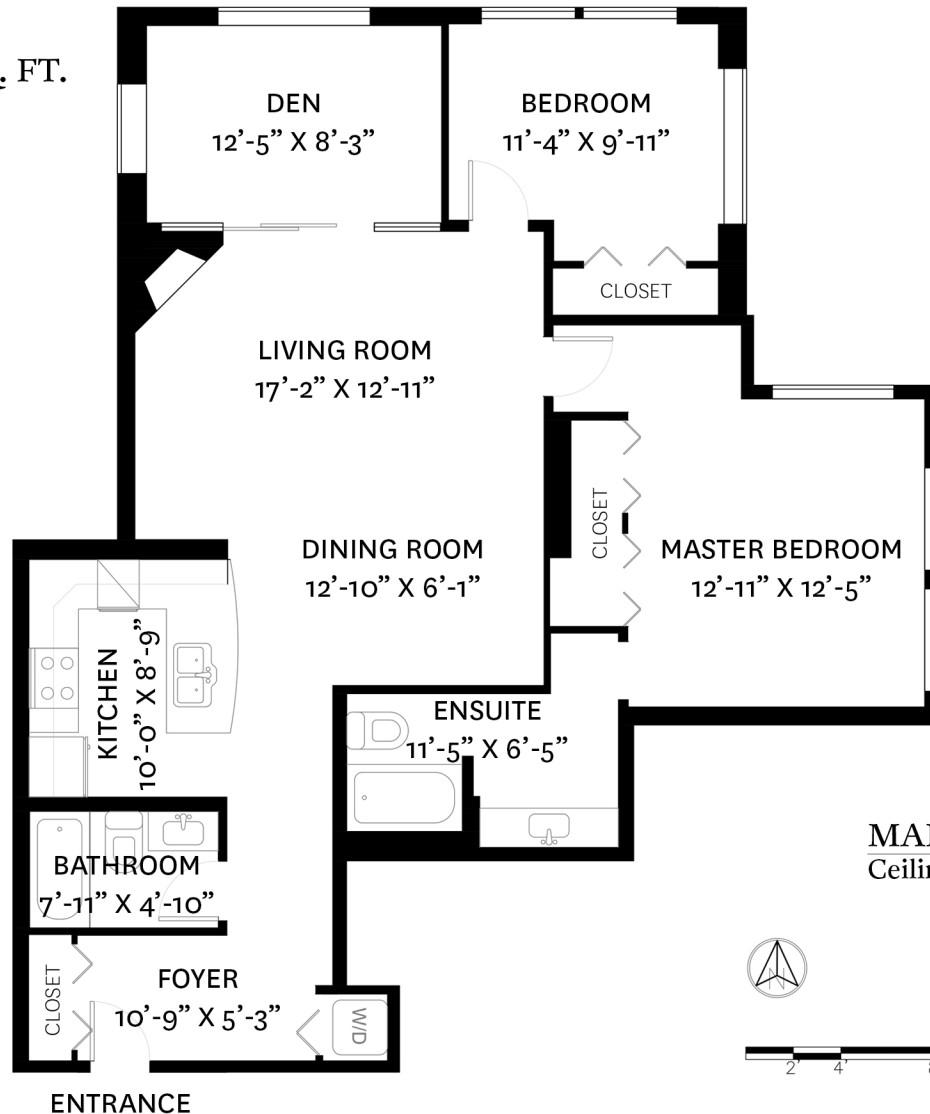 FT.
DEN
12'-5" X 8'-3"
BEDROOM
11'-4" X 9'-11"
CLOSET
LIVING ROOM
17'-2" X 12'-11"
CLOSET
DINING ROOM
12'-10" X 6'-1"
MASTER BEDROOM
12'-11" X 12'-5"
KITCHEN
10'-0" X 8'-9"
ENSUITE
11'-5" X 6'-5"
BATHROOM
7'-11" X 4'-10"
CLOSET
FOYER
10'-9" X 5'-3"
W/D
N
2' 4'
ENTRANCE